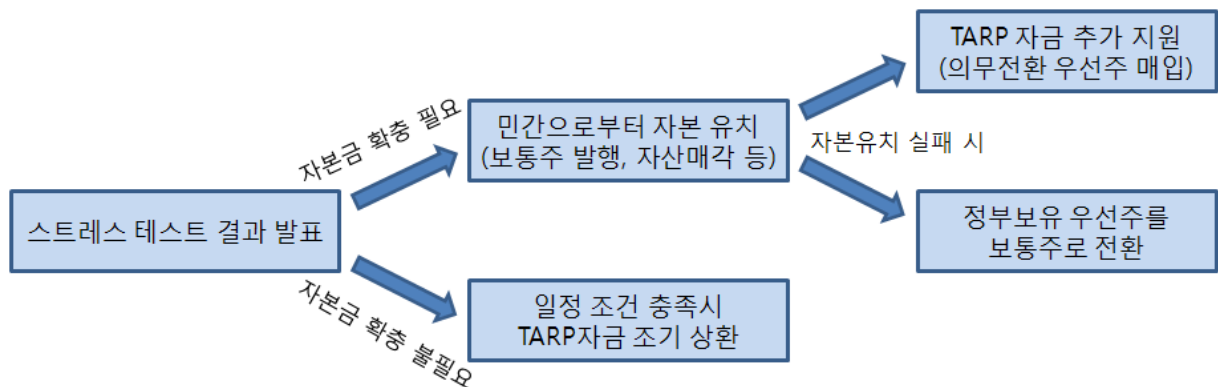 TARP 자금 추가 지원
(의무전환 우선주 매입)
자본금 확충 필요
민간으로부터 자본 유치
(보통주 발행, 자산매각 등)
자본유치 실패 시
스트레스 테스트 결과 발표
정부보유 우선주를
보통주로 전환
자본금 확충 불필요
일정 조건 충족시
TARP자금 조기 상환